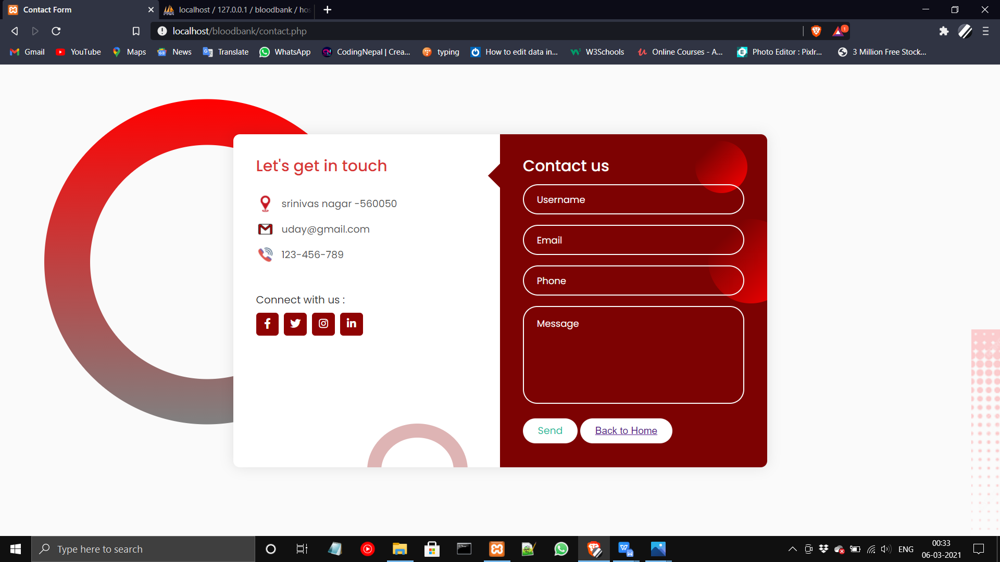 Contact Form
localhost / 127.0.0.1 / bloodbank / hos
localhost/bloodbank/contact.php
1
Gmail
YouTube
Maps
News
Translate
WhatsApp
CodingNepal | Crea...
typing
How to edit data in...
W3Schools
Online Courses - A...
Photo Editor : Pixlr...
3 Million Free Stock...
Let's get in touch
srinivas nagar -560050
uday@gmail.com
123-456-789
Connect with us :
Contact us
Username
Email
Phone
Message
Send
Back to Home
Type here to search
ENG
00:33
06-03-2021